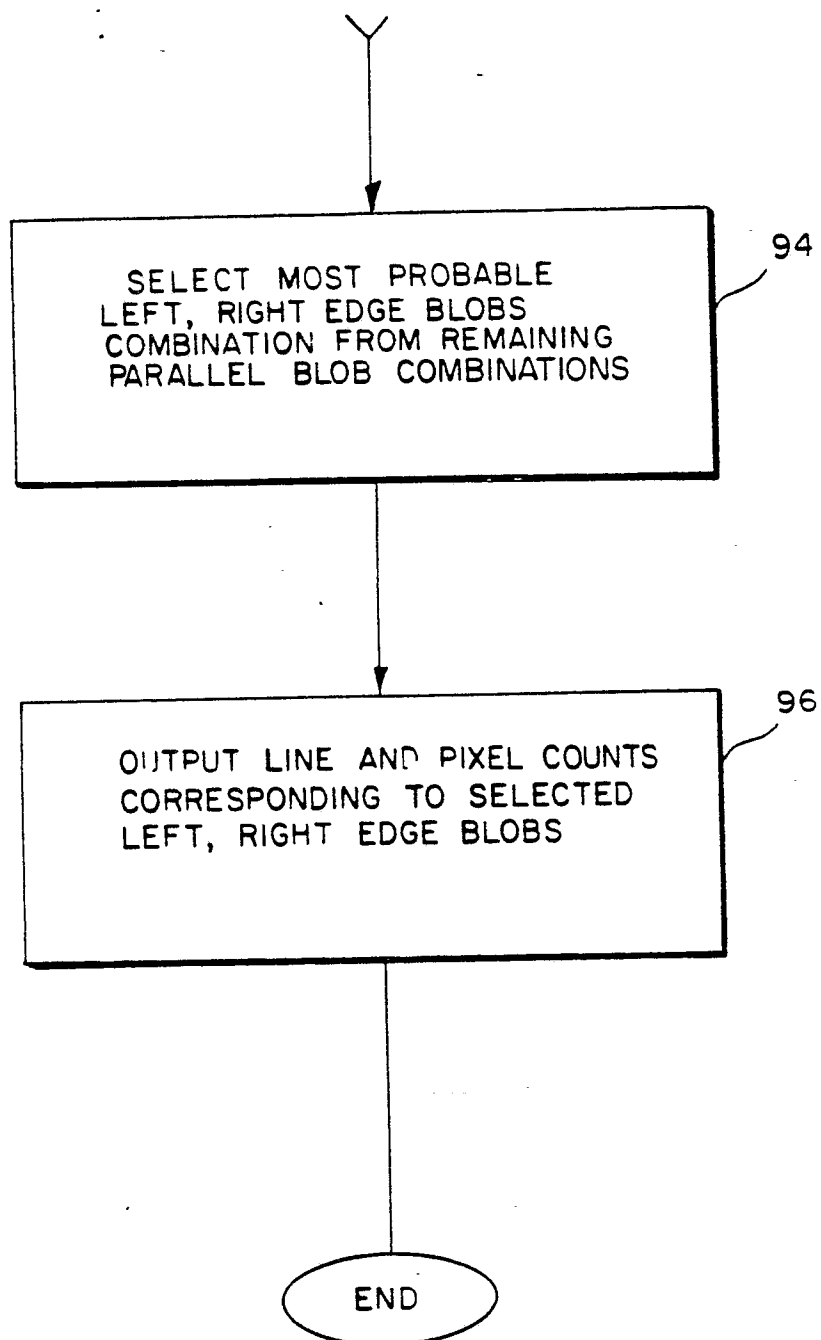 94
SELECT MOST PROBABLE
LEFT, RIGHT EDGE BLOBS
COMBINATION FROM REMAINING
PARALLEL BLOB COMBINATIONS
96
OUTPUT LINE AND PIXEL COUNTS
CORRESPONDING TO SELECTED
LEFT, RIGHT EDGE BLOBS
END